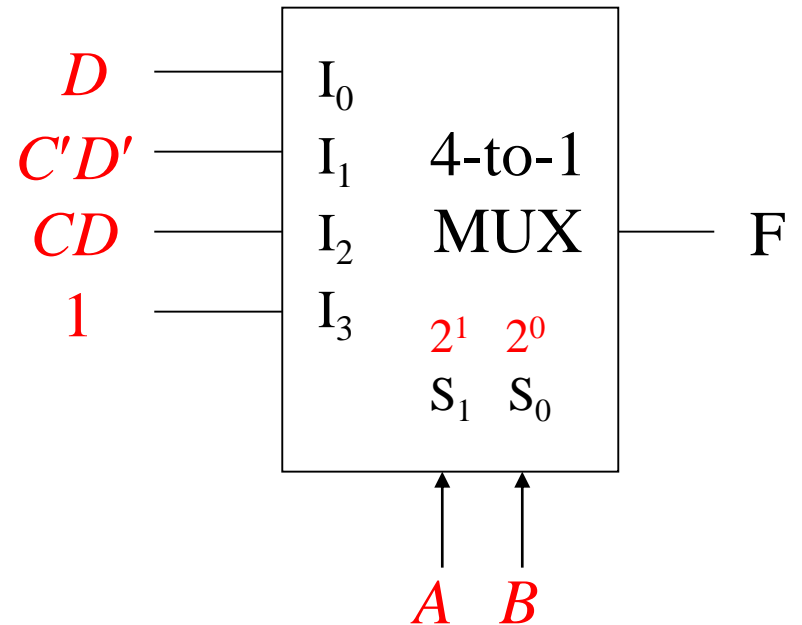 D I₀
C'D' I₁ 4-to-1
CD I₂ MUX F
1 I₃
2¹ 2⁰
S₁ S₀
A B